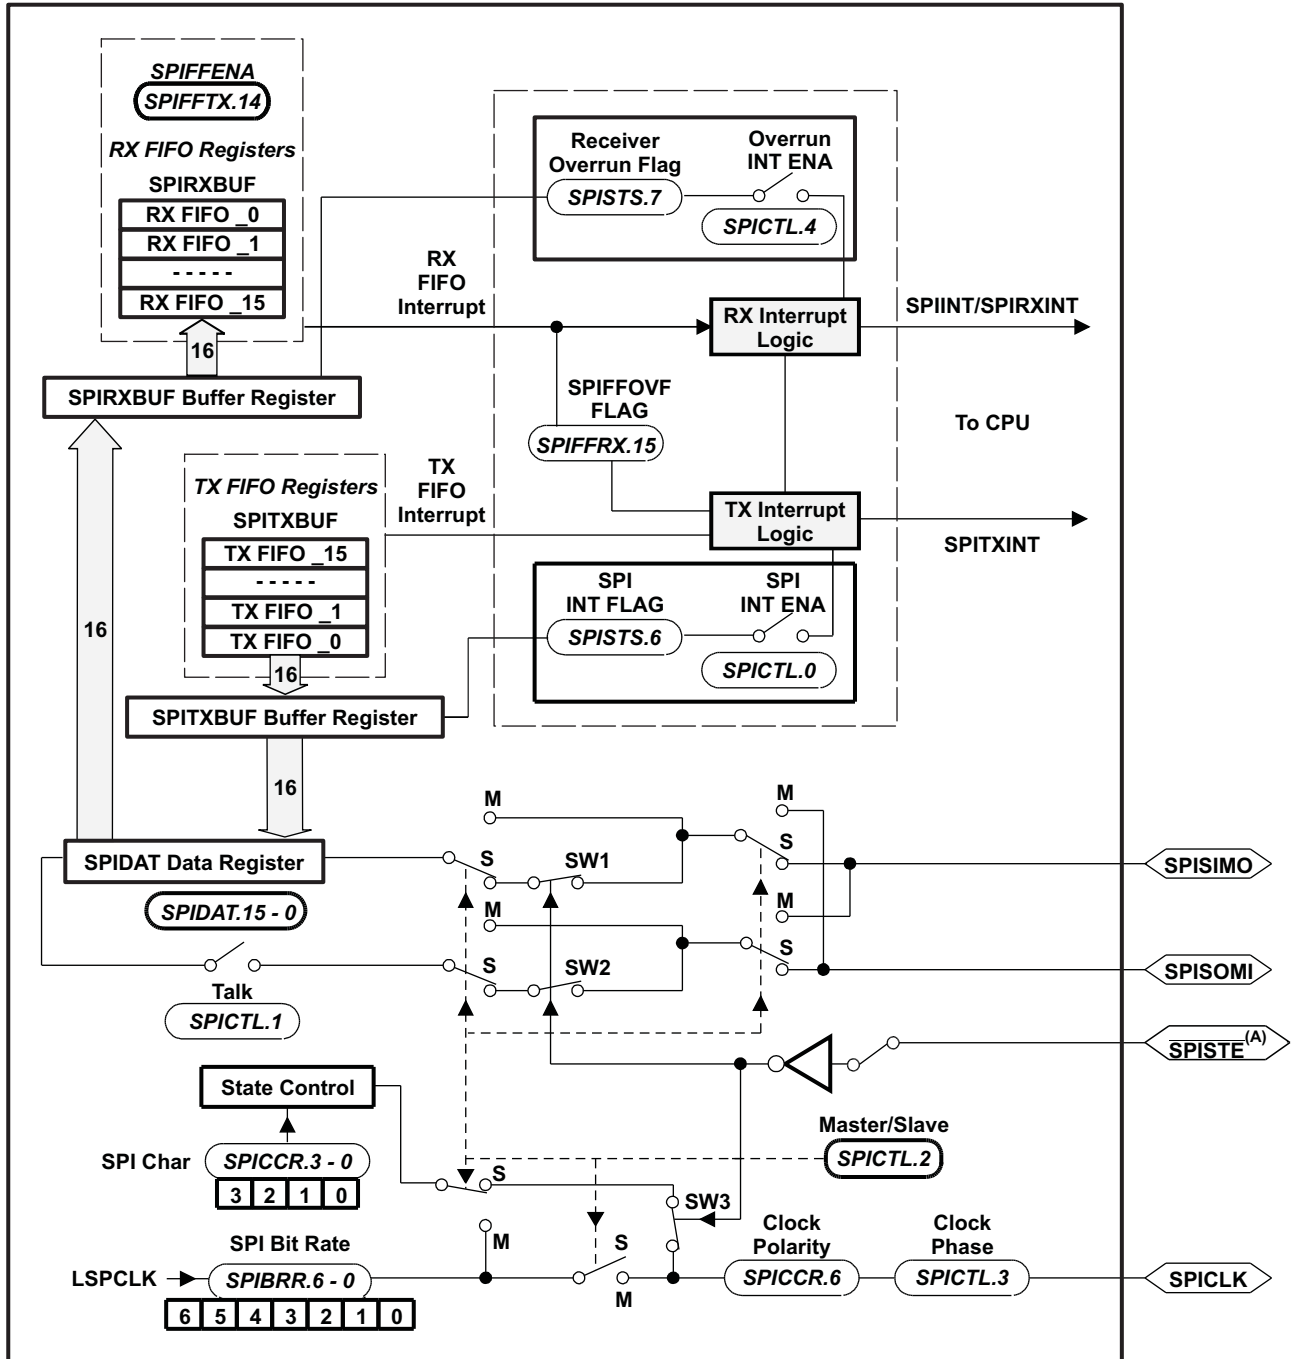 SPIFFENA
SPIFFTX.14
RX FIFO Registers
SPIRXBUF
RX FIFO _0
RX FIFO _1
- - - - -
RX FIFO _15
16
SPIRXBUF Buffer Register
RX
FIFO
Interrupt
Receiver
Overrun Flag
SPISTS.7
Overrun
INT ENA
SPICTL.4
RX Interrupt
Logic
SPIINT/SPIRXINT
SPIFFOVF
FLAG
SPIFFRX.15
To CPU
TX FIFO Registers
SPITXBUF
TX FIFO _15
- - - - -
TX FIFO _1
TX FIFO _0
16
TX
FIFO
Interrupt
TX Interrupt
Logic
SPITXINT
SPI
INT FLAG
SPISTS.6
SPI
INT ENA
SPICTL.0
16
SPITXBUF Buffer Register
16
SPIDAT Data Register
SPIDAT.15 - 0
M
S
SW1
M
S
SPISIMO
M
S
SW2
M
S
SPISOMI
Talk
SPICTL.1
SPISTE(A)
State Control
Master/Slave
SPICTL.2
SPI Char
SPICCR.3 - 0
3 2 1 0
S
M
SW3
SPI Bit Rate
LSPCLK
SPIBRR.6 - 0
6 5 4 3 2 1 0
S
M
Clock
Polarity
SPICCR.6
Clock
Phase
SPICTL.3
SPICLK